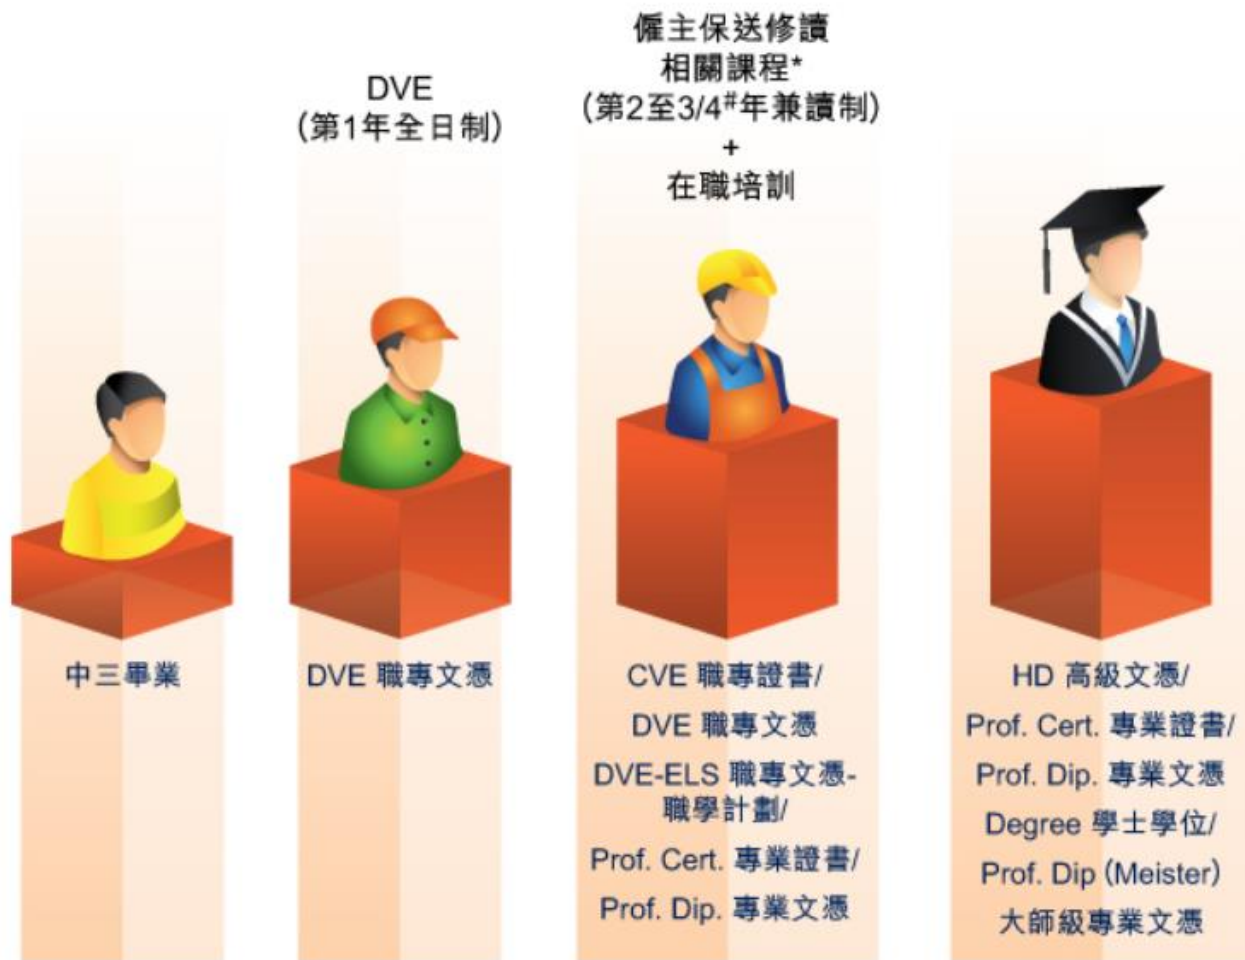 DVE
(第1年全日制)
僱主保送修讀
相關課程*
(第2至3/4#年兼讀制)
+
在職培訓
中三畢業
DVE 職專文憑
CVE 職專證書/
DVE 職專文憑
DVE-ELS 職專文憑-
職學計劃/
Prof. Cert. 專業證書/
Prof. Dip. 專業文憑
HD 高級文憑/
Prof. Cert. 專業證書/
Prof. Dip. 專業文憑
Degree 學士學位/
Prof. Dip (Meister)
大師級專業文憑